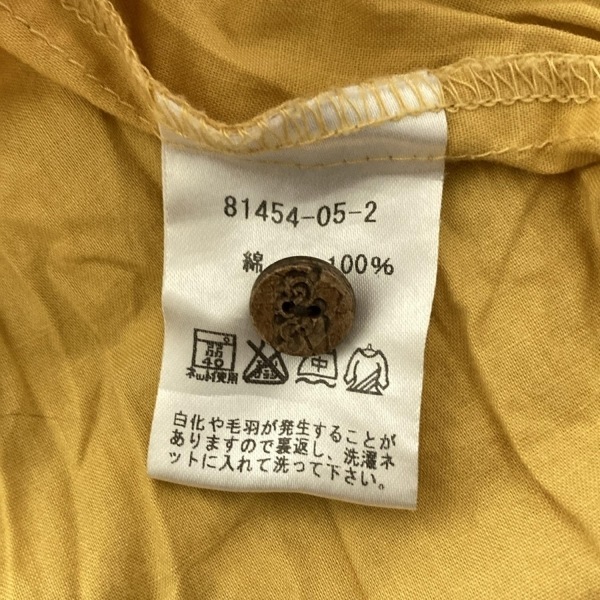 81454-05-2
綿 100%
40 中
ネット使用
白化や毛羽が発生することが
ありますので裏返し、洗濯ネ
ットに入れて洗って下さい。